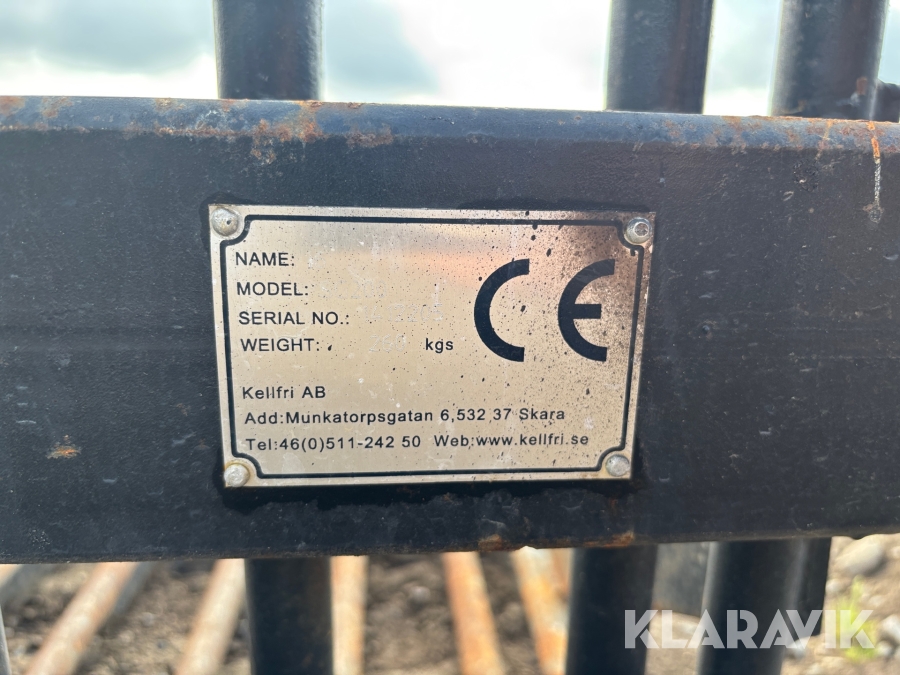 NAME:
MODEL:
SERIAL NO.:
WEIGHT: kgs
CE
Kellfri AB
Add:Munkatorpsgatan 6,532 37 Skara
Tel:46(0)511-242 50 Web;www.kellfri.se
KLARAVIK